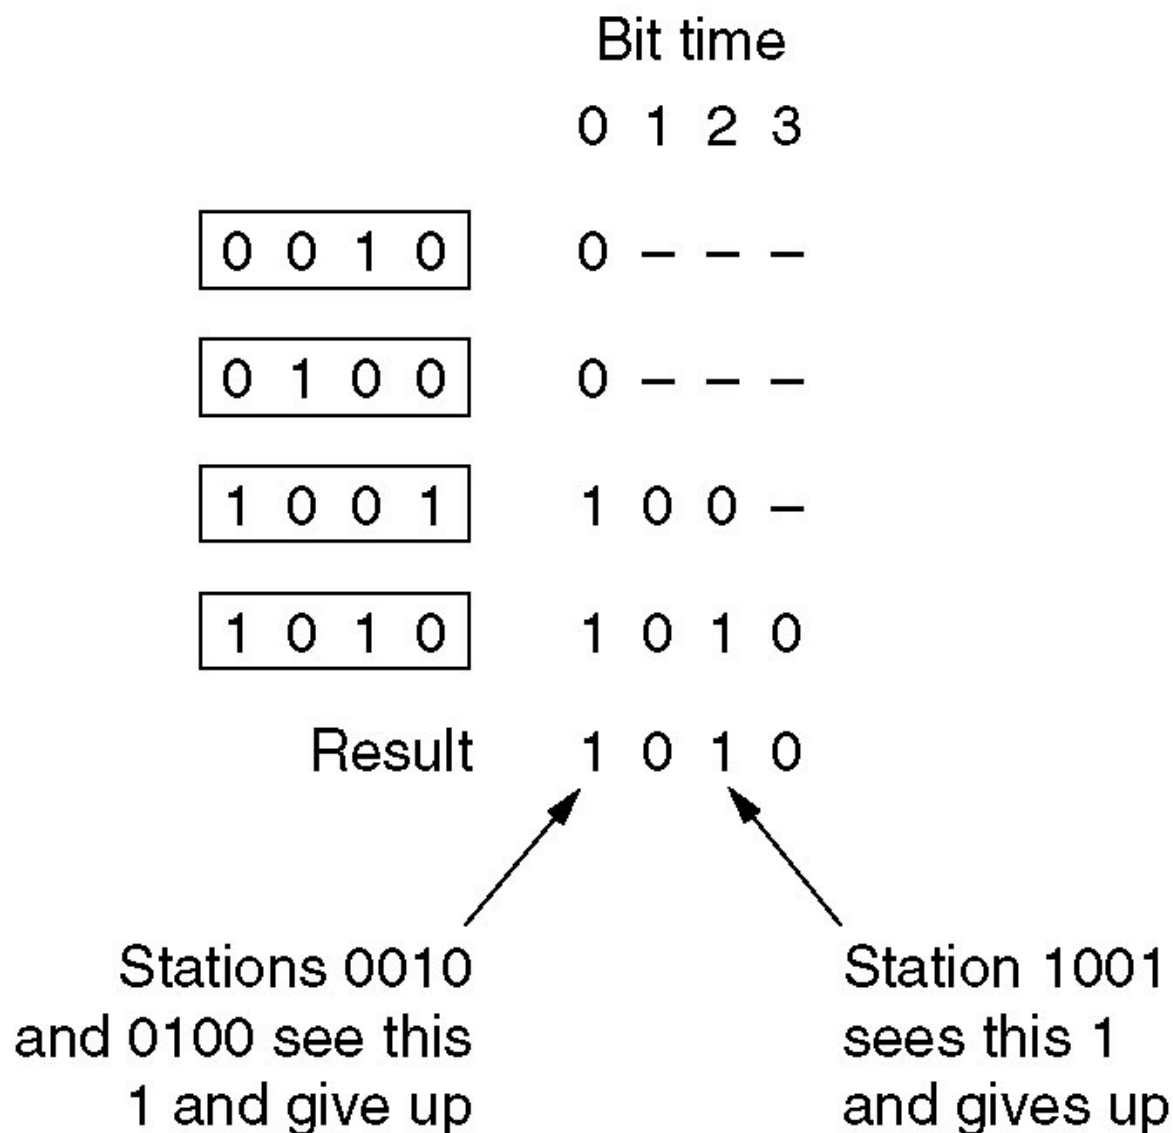 Bit time
0 1 2 3
0 0 1 0 0 – – –
0 1 0 0 0 – – –
1 0 0 1 1 0 0 –
1 0 1 0 1 0 1 0
Result 1 0 1 0
Stations 0010
and 0100 see this
1 and give up
Station 1001
sees this 1
and gives up